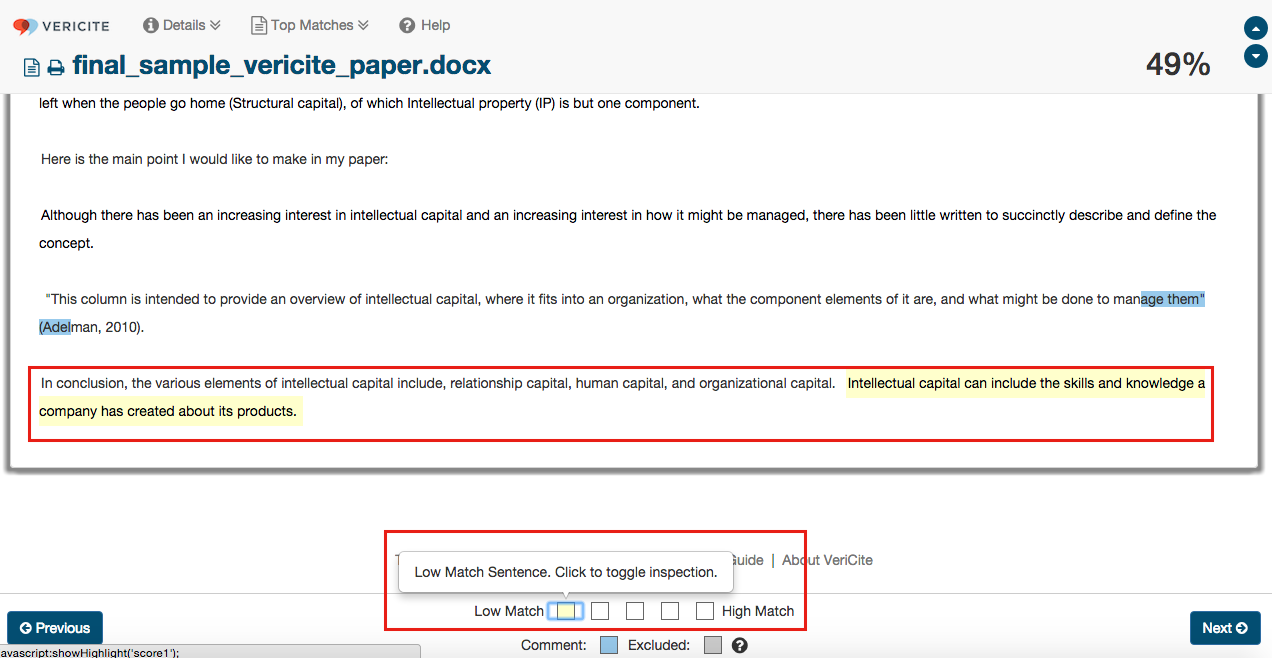 VERICITE Details Top Matches Help
final_sample_vericite_paper.docx 49%
left when the people go home (Structural capital), of which Intellectual property (IP) is but one component.
Here is the main point I would like to make in my paper:
Although there has been an increasing interest in intellectual capital and an increasing interest in how it might be managed, there has been little written to succinctly describe and define the
concept.
"This column is intended to provide an overview of intellectual capital, where it fits into an organization, what the component elements of it are, and what might be done to manage them"
(Adelman, 2010).
In conclusion, the various elements of intellectual capital include, relationship capital, human capital, and organizational capital. Intellectual capital can include the skills and knowledge a
company has created about its products.
Guide | About VeriCite
Low Match Sentence. Click to toggle inspection.
Low Match High Match
Previous Next
Comment: Excluded:
avascript:showHighlight('score1');